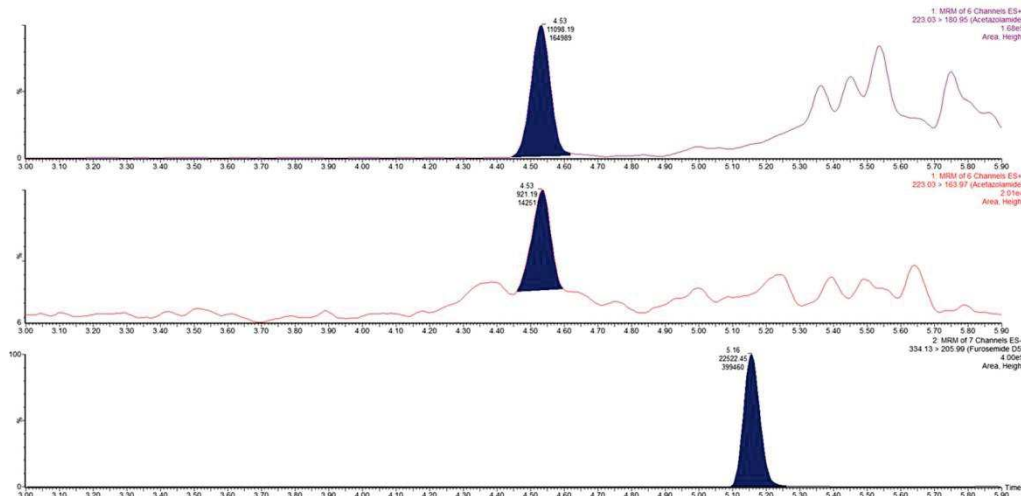 1: MRM of 6 Channels ES+
223.03 > 180.95 (Acetazolamide
1.68e
Area, Heigh
4.53
11098.19
164989
%
0
3.00 3.10 3.20 3.30 3.40 3.50 3.60 3.70 3.80 3.90 4.00 4.10 4.20 4.30 4.40 4.50 4.60 4.70 4.80 4.90 5.00 5.10 5.20 5.30 5.40 5.50 5.60 5.70 5.80 5.90
1: MRM of 6 Channels ES+
223.03 > 163.97 (Acetazolamide
2.01e
Area, Heigh
4.53
921.19
14251
%
6
3.00 3.10 3.20 3.30 3.40 3.50 3.60 3.70 3.80 3.90 4.00 4.10 4.20 4.30 4.40 4.50 4.60 4.70 4.80 4.90 5.00 5.10 5.20 5.30 5.40 5.50 5.60 5.70 5.80 5.90
2: MRM of 7 Channels ES-
334.13 > 205.99 (Furosemide D5
4.00e
Area, Heigh
100
5.16
22522.45
399460
%
0
Time
3.00 3.10 3.20 3.30 3.40 3.50 3.60 3.70 3.80 3.90 4.00 4.10 4.20 4.30 4.40 4.50 4.60 4.70 4.80 4.90 5.00 5.10 5.20 5.30 5.40 5.50 5.60 5.70 5.80 5.90